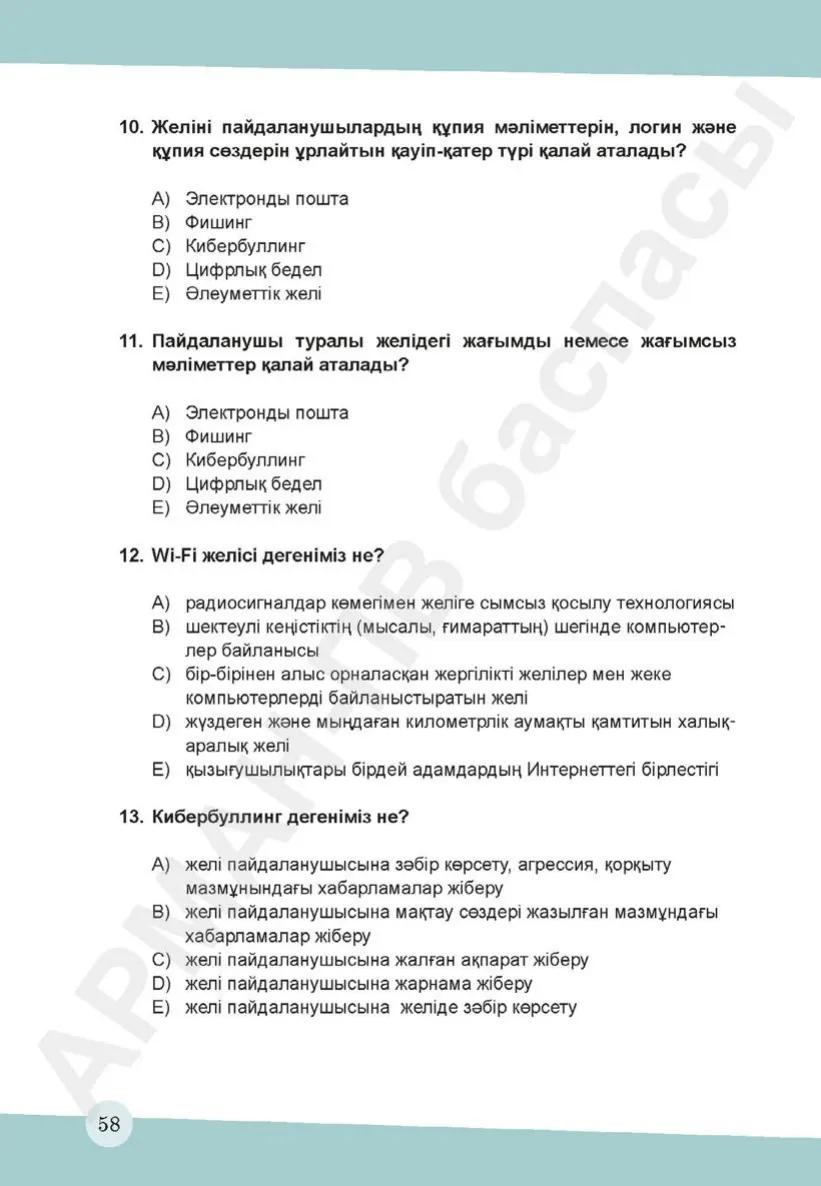 10. Желіні пайдаланушылардың құпия мәліметтерін, логин және
құпия сөздерін ұрлайтын қауіп-қатер түрі қалай аталады?
A) Электронды пошта
B) Фишинг
C) Кибербуллинг
D) Цифрлық бедел
E) Әлеуметтік желі
11. Пайдаланушы туралы желідегі жағымды немесе жағымсыз
мәліметтер қалай аталады?
A) Электронды пошта
B) Фишинг
C) Кибербуллинг
D) Цифрлық бедел
E) Әлеуметтік желі
12. Wi-Fi желісі дегеніміз не?
A) радиосигналдар көмегімен желіге сымсыз қосылу технологиясы
B) шектеулі кеңістіктің (мысалы, ғимараттың) шегінде компьютер-
лер байланысы
C) бір-бірінен алыс орналасқан жергілікті желілер мен жеке
компьютерлерді байланыстыратын желі
D) жүздеген және мыңдаған километрлік аумақты қамтитын халық-
аралық желі
E) қызығушылықтары бірдей адамдардың Интернеттегі бірлестігі
13. Кибербуллинг дегеніміз не?
A) желі пайдаланушысына зәбір көрсету, агрессия, қорқыту
мазмұнындағы хабарламалар жіберу
B) желі пайдаланушысына мақтау сөздері жазылған мазмұндағы
хабарламалар жіберу
C) желі пайдаланушысына жалған ақпарат жіберу
D) желі пайдаланушысына жарнама жіберу
E) желі пайдаланушысына желіде зәбір көрсету
58
АРМАН-ПВ баспасы